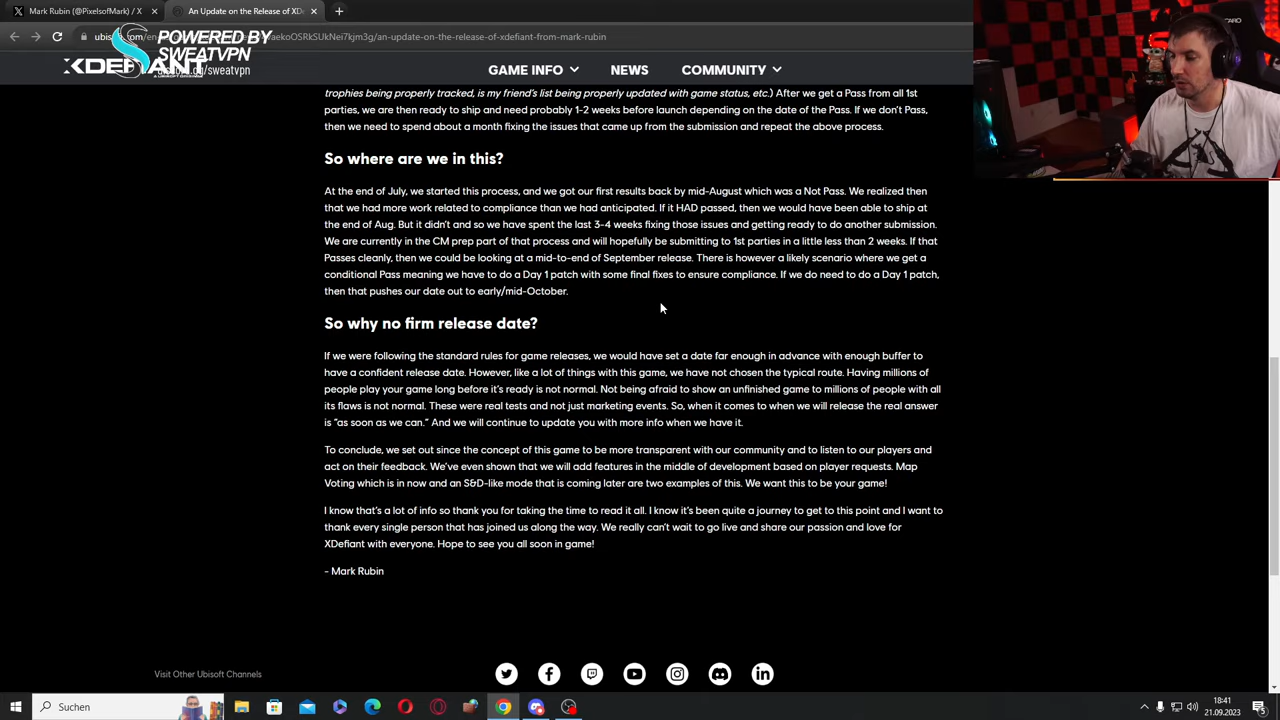 Mark Rubin (@PixelsofMark) / X
An Update on the Release of XD
POWERED BY
SWEATVPN
/sweatvpn
aekoOSRkSUkNei7kjm3g/an-update-on-the-release-of-xdefiant-from-mark-rubin
XDEFIANT
GAME INFO
NEWS
COMMUNITY
trophies being properly tracked, is my friend's list being properly updated with game status, etc.) After we get a Pass from all 1st
parties, we are then ready to ship and need probably 1-2 weeks before launch depending on the date of the Pass. If we don't Pass,
then we need to spend about a month fixing the issues that came up from the submission and repeat the above process.
So where are we in this?
At the end of July, we started this process, and we got our first results back by mid-August which was a Not Pass. We realized then
that we had more work related to compliance than we had anticipated. If it HAD passed, then we would have been able to ship at
the end of Aug. But it didn't and so we have spent the last 3-4 weeks fixing those issues and getting ready to do another submission.
We are currently in the CM prep part of that process and will hopefully be submitting to 1st parties in a little less than 2 weeks. If that
Passes cleanly, then we could be looking at a mid-to-end of September release. There is however a likely scenario where we get a
conditional Pass meaning we have to do a Day 1 patch with some final fixes to ensure compliance. If we do need to do a Day 1 patch,
then that pushes our date out to early/mid-October.
So why no firm release date?
If we were following the standard rules for game releases, we would have set a date far enough in advance with enough buffer to
have a confident release date. However, like a lot of things with this game, we have not chosen the typical route. Having millions of
people play your game long before it's ready is not normal. Not being afraid to show an unfinished game to millions of people with all
its flaws is not normal. These were real tests and not just marketing events. So, when it comes to when we will release the real answer
is "as soon as we can." And we will continue to update you with more info when we have it.
To conclude, we set out since the concept of this game to be more transparent with our community and to listen to our players and
act on their feedback. We've even shown that we will add features in the middle of development based on player requests. Map
Voting which is in now and an S&D-like mode that is coming later are two examples of this. We want this to be your game!
I know that's a lot of info so thank you for taking the time to read it all. I know it's been quite a journey to get to this point and I want to
thank every single person that has joined us along the way. We really can't wait to go live and share our passion and love for
XDefiant with everyone. Hope to see you all soon in game!
- Mark Rubin
Visit Other Ubisoft Channels
Suchen
18:41
21.09.2023